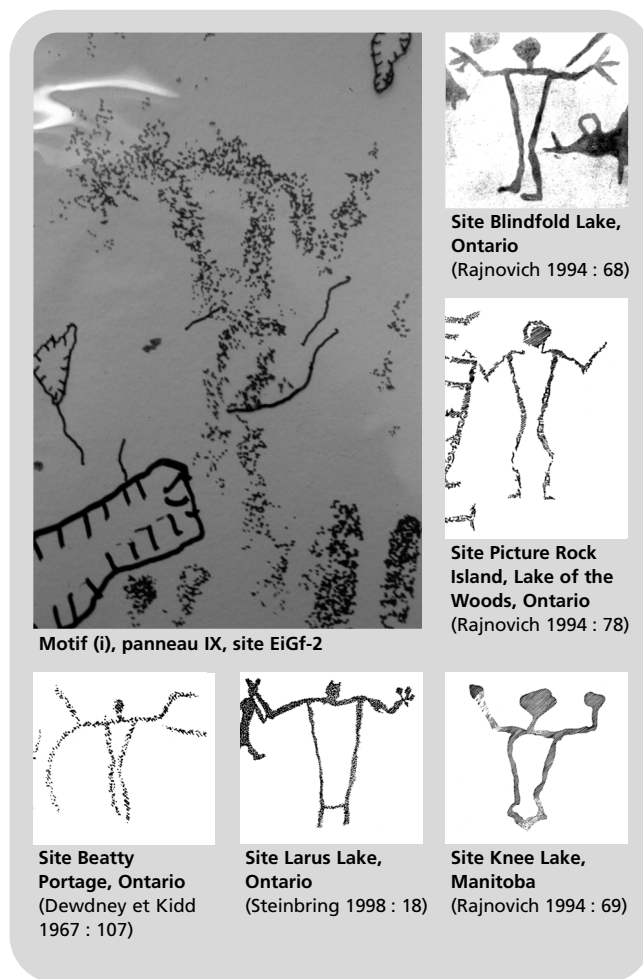 Site Blindfold Lake,
Ontario
(Rajnovich 1994 : 68)
Site Picture Rock
Island, Lake of the
Woods, Ontario
(Rajnovich 1994 : 78)
Motif (i), panneau IX, site EiGf-2
Site Beatty
Portage, Ontario
(Dewdney et Kidd
1967 : 107)
Site Larus Lake,
Ontario
(Steinbring 1998 : 18)
Site Knee Lake,
Manitoba
(Rajnovich 1994 : 69)